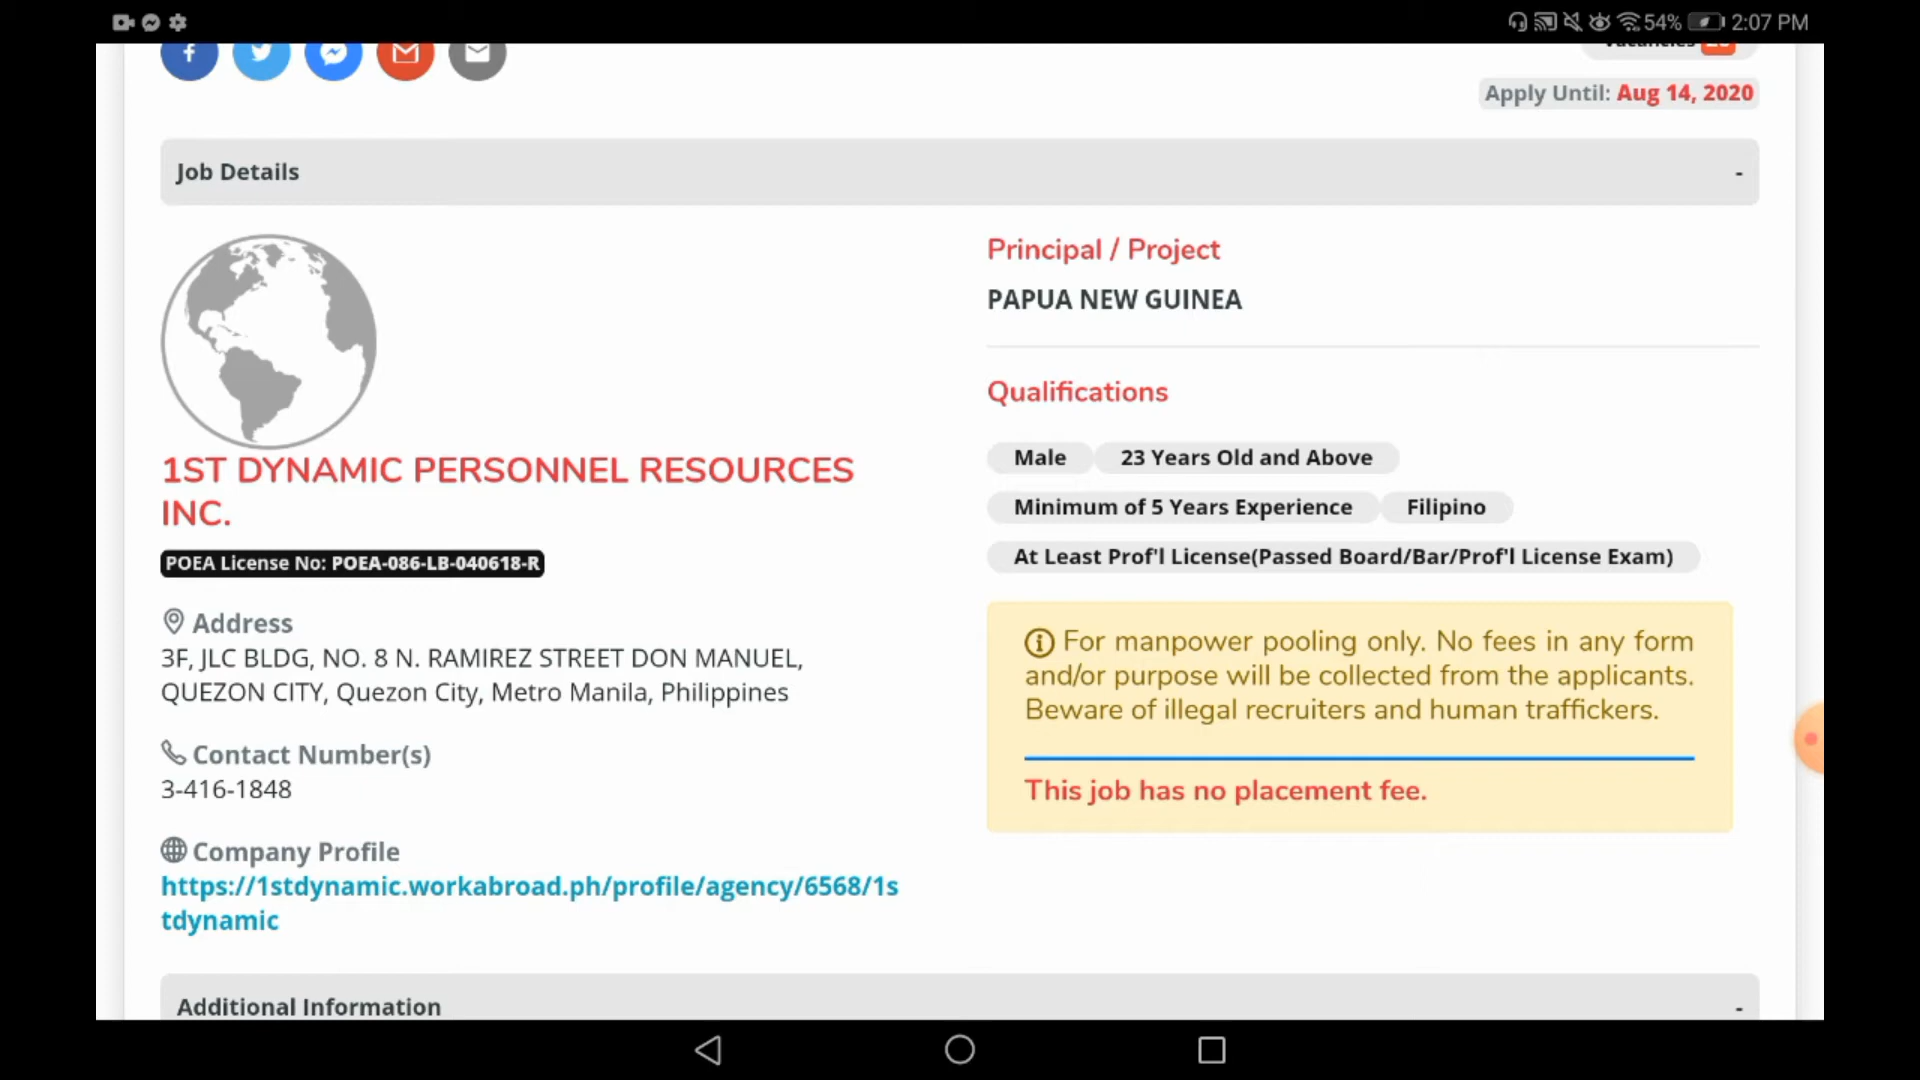 54% 2:07 PM
Vacancies
Apply Until: Aug 14, 2020
Job Details -
Principal / Project
PAPUA NEW GUINEA
Qualifications
Male 23 Years Old and Above
Minimum of 5 Years Experience Filipino
At Least Prof'l License(Passed Board/Bar/Prof'l License Exam)
For manpower pooling only. No fees in any form
and/or purpose will be collected from the applicants.
Beware of illegal recruiters and human traffickers.
This job has no placement fee.
1ST DYNAMIC PERSONNEL RESOURCES
INC.
POEA License No: POEA-086-LB-040618-R
Address
3F, JLC BLDG, NO. 8 N. RAMIREZ STREET DON MANUEL,
QUEZON CITY, Quezon City, Metro Manila, Philippines
Contact Number(s)
3-416-1848
Company Profile
https://1stdynamic.workabroad.ph/profile/agency/6568/1s
tdynamic
Additional Information -